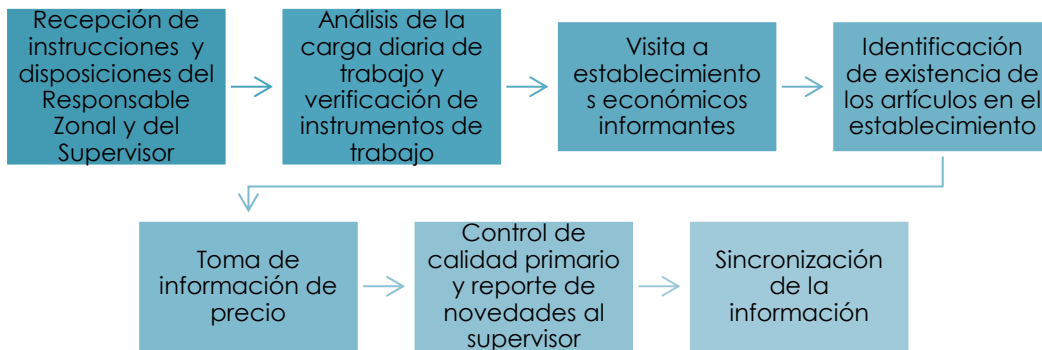 Recepción de
instrucciones y
disposiciones del
Responsable
Zonal y del
Supervisor
Análisis de la
carga diaria de
trabajo y
verificación de
instrumentos de
trabajo
Visita a
establecimiento
s económicos
informantes
Identificación
de existencia de
los artículos en el
establecimiento
Toma de
información de
precio
Control de
calidad primario
y reporte de
novedades al
supervisor
Sincronización
de la
información